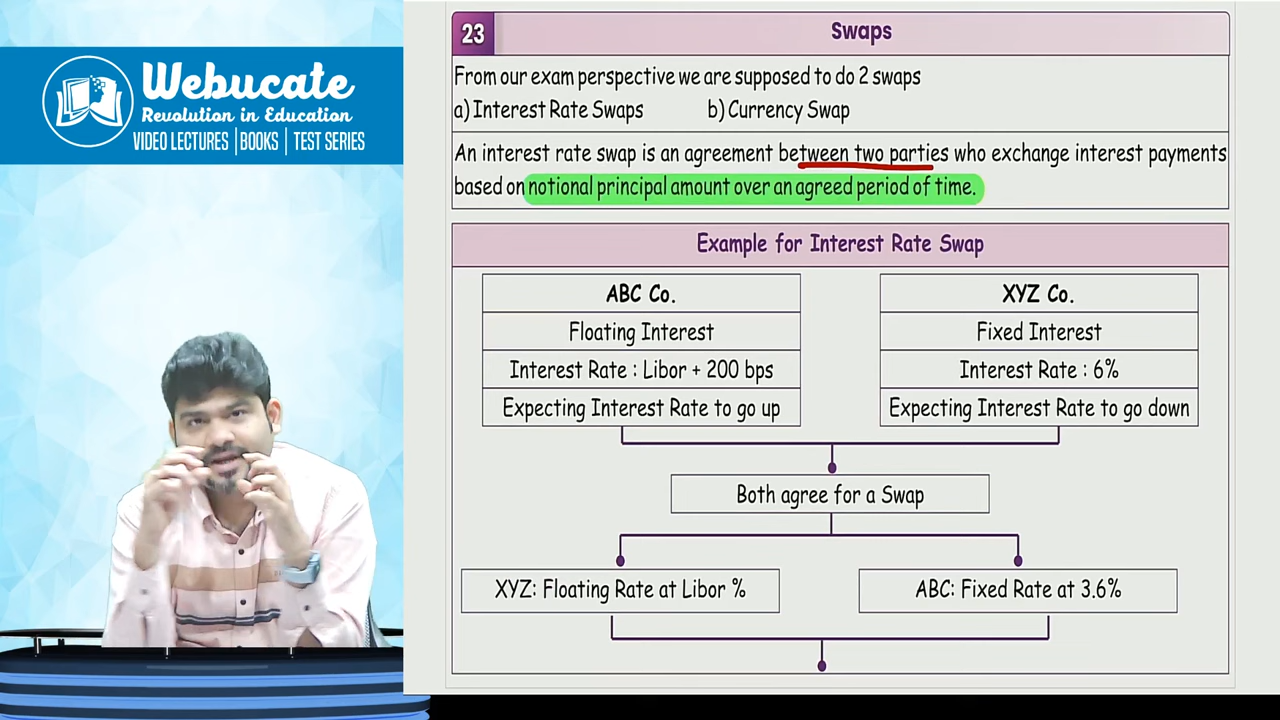 Webucate
Revolution in Education
VIDEO LECTURES | BOOKS | TEST SERIES
23
Swaps
From our exam perspective we are supposed to do 2 swaps
a) Interest Rate Swaps b) Currency Swap
An interest rate swap is an agreement between two parties who exchange interest payments
based on notional principal amount over an agreed period of time.
Example for Interest Rate Swap
ABC Co.
Floating Interest
Interest Rate : Libor + 200 bps
Expecting Interest Rate to go up
XYZ Co.
Fixed Interest
Interest Rate : 6%
Expecting Interest Rate to go down
Both agree for a Swap
XYZ: Floating Rate at Libor %
ABC: Fixed Rate at 3.6%